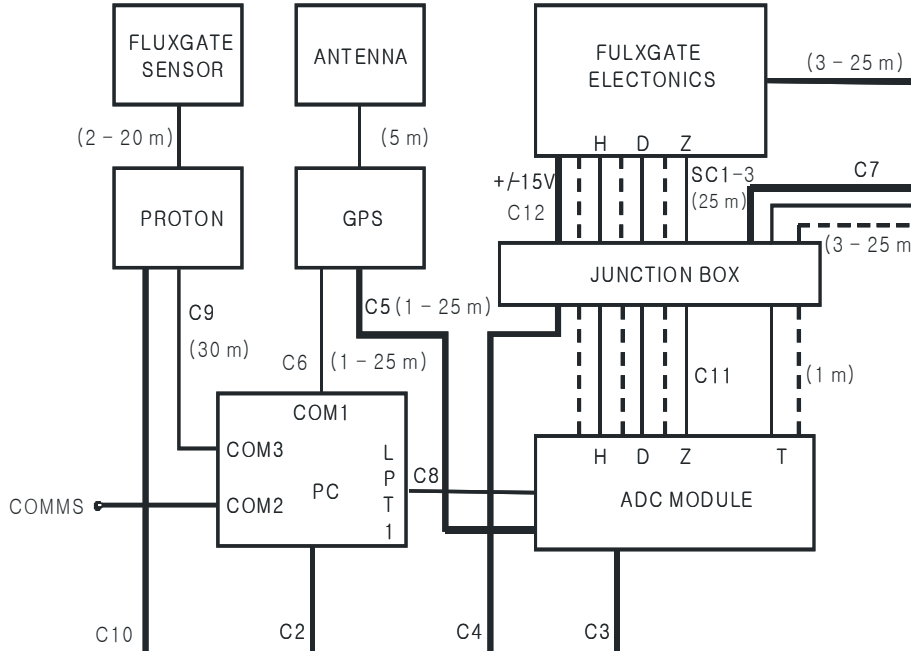 FLUXGATE
SENSOR
ANTENNA
FULXGATE
ELECTONICS
(3 - 25 m)
(2 - 20 m)
(5 m)
H D Z
+/-15V
SC1-3
C7
C12
(25 m)
PROTON
GPS
(3 - 25 m
JUNCTION BOX
C9
C5 (1 - 25 m)
(30 m)
C6 (1 - 25 m)
C11
(1 m)
COM1
COM3
L
P
T
1
C8
H D Z T
PC
ADC MODULE
COMMS
COM2
C10
C2
C4
C3